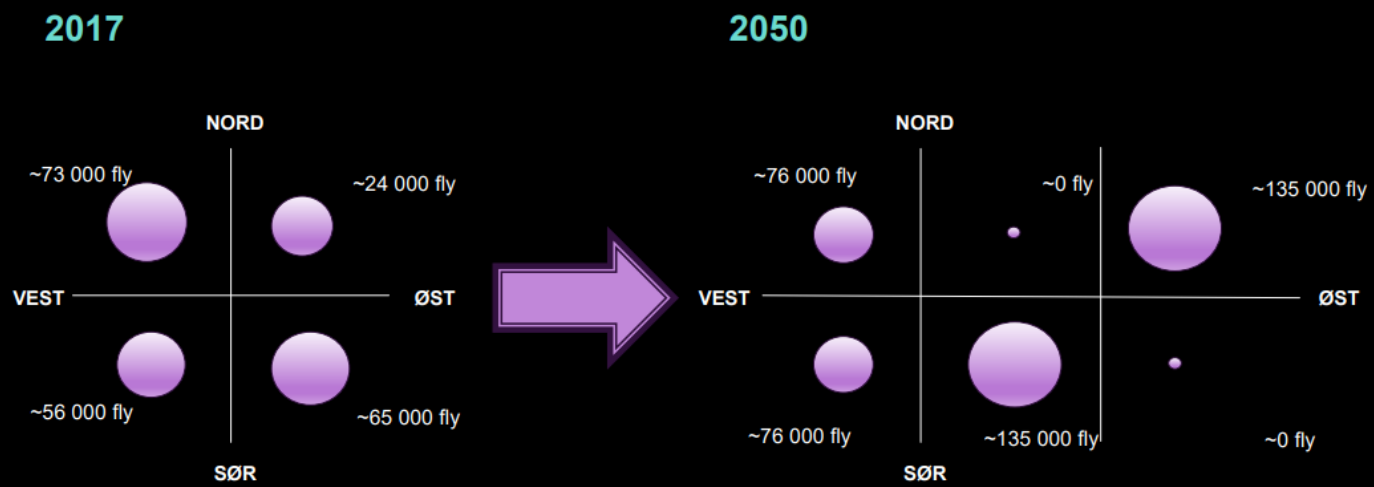 2017
NORD
~73 000 fly
~24 000 fly
VEST
ØST
~56 000 fly
~65 000 fly
SØR
2050
NORD
~76 000 fly
~0 fly
~135 000 fly
VEST
ØST
~76 000 fly
~135 000 fly
~0 fly
SØR